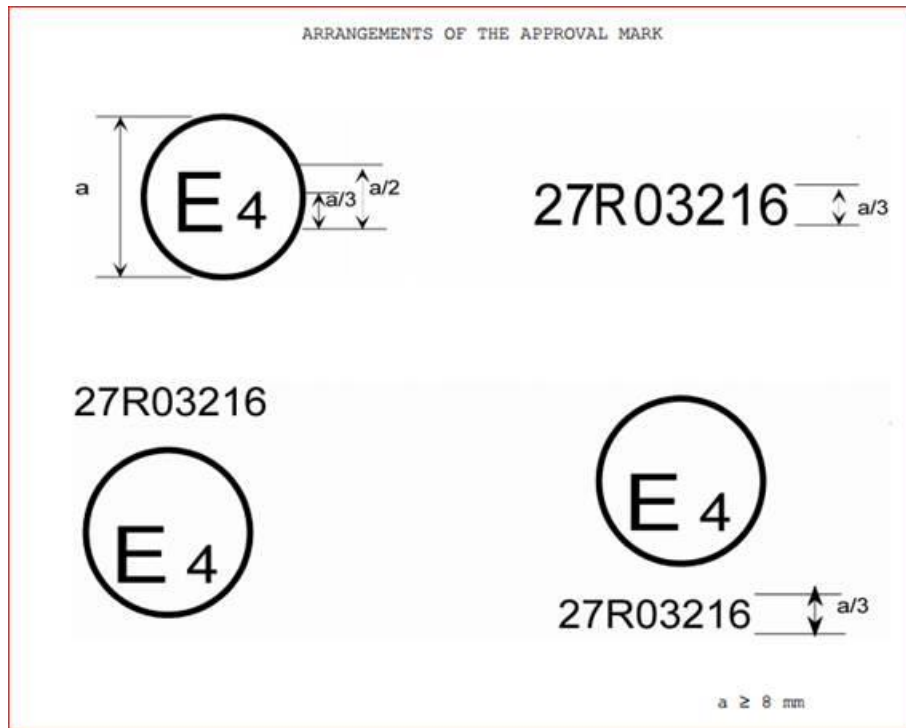 ARRANGEMENTS OF THE APPROVAL MARK
a
E 4
a/3
a/2
27R03216
a/3
27R03216
E 4
E 4
27R03216
a/3
a ≥ 8 mm